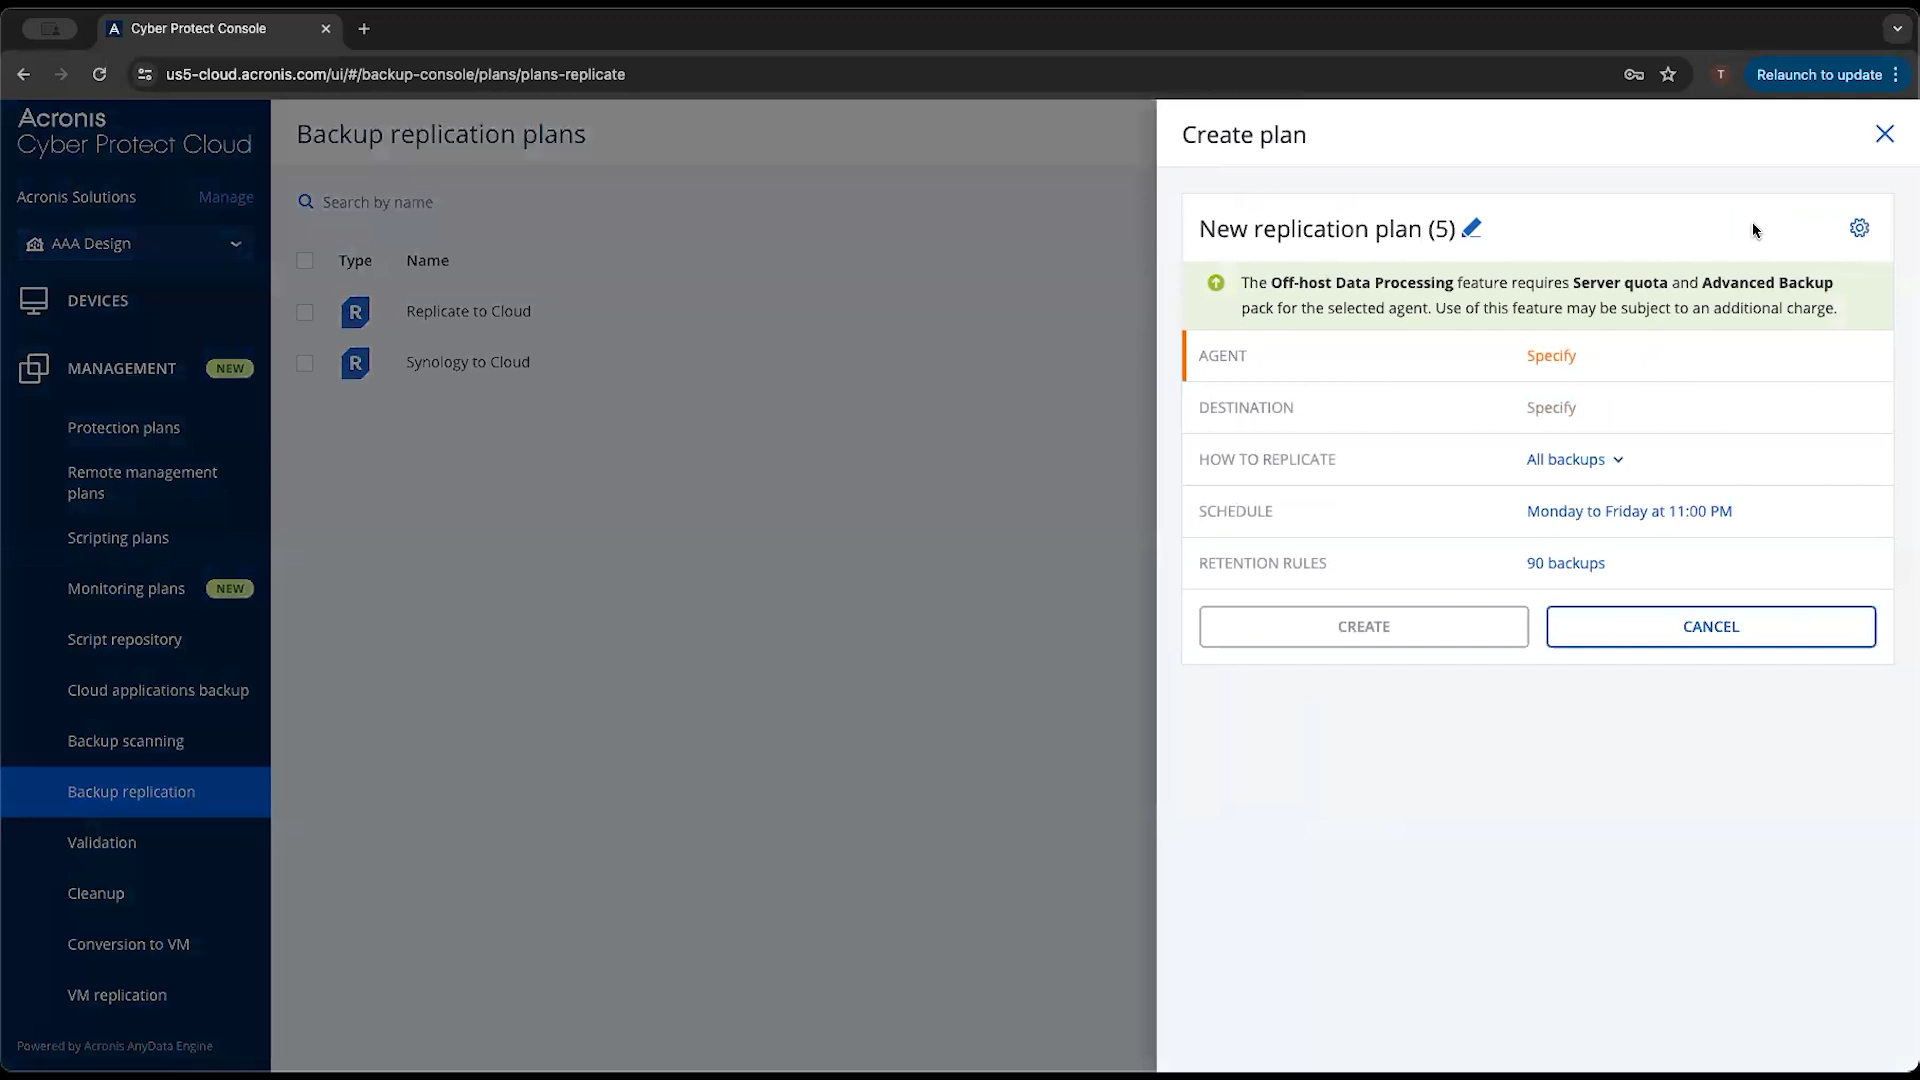 Cyber Protect Console
us5-cloud.acronis.com/ui/#/backup-console/plans/plans-replicate
T
Relaunch to update
Acronis
Cyber Protect Cloud
Acronis Solutions
Manage
AAA Design
DEVICES
MANAGEMENT
NEW
Protection plans
Remote management
plans
Scripting plans
Monitoring plans
NEW
Script repository
Cloud applications backup
Backup scanning
Backup replication
Validation
Cleanup
Conversion to VM
VM replication
Powered by Acronis AnyData Engine
Backup replication plans
Search by name
Type
Name
R
Replicate to Cloud
R
Synology to Cloud
Create plan
New replication plan (5)
The Off-host Data Processing feature requires Server quota and Advanced Backup
pack for the selected agent. Use of this feature may be subject to an additional charge.
AGENT
Specify
DESTINATION
Specify
HOW TO REPLICATE
All backups
SCHEDULE
Monday to Friday at 11:00 PM
RETENTION RULES
90 backups
CREATE
CANCEL